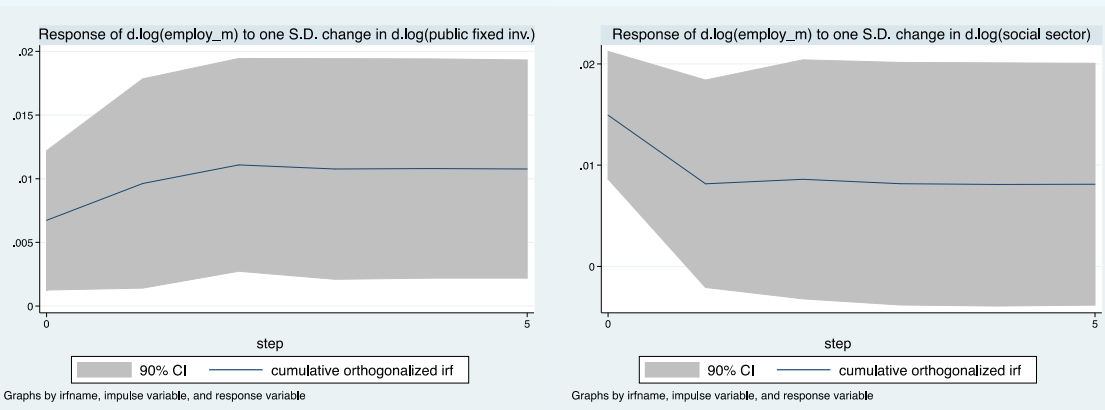 Response of d.log(employ_m) to one S.D. change in d.log(public fixed inv.)
.02
.015
.01
.005
0
0
5
step
90% CI
cumulative orthogonalized irf
Graphs by irfname, impulse variable, and response variable
Response of d.log(employ_m) to one S.D. change in d.log(social sector)
.02
.01
0
0
5
step
90% CI
cumulative orthogonalized irf
Graphs by irfname, impulse variable, and response variable